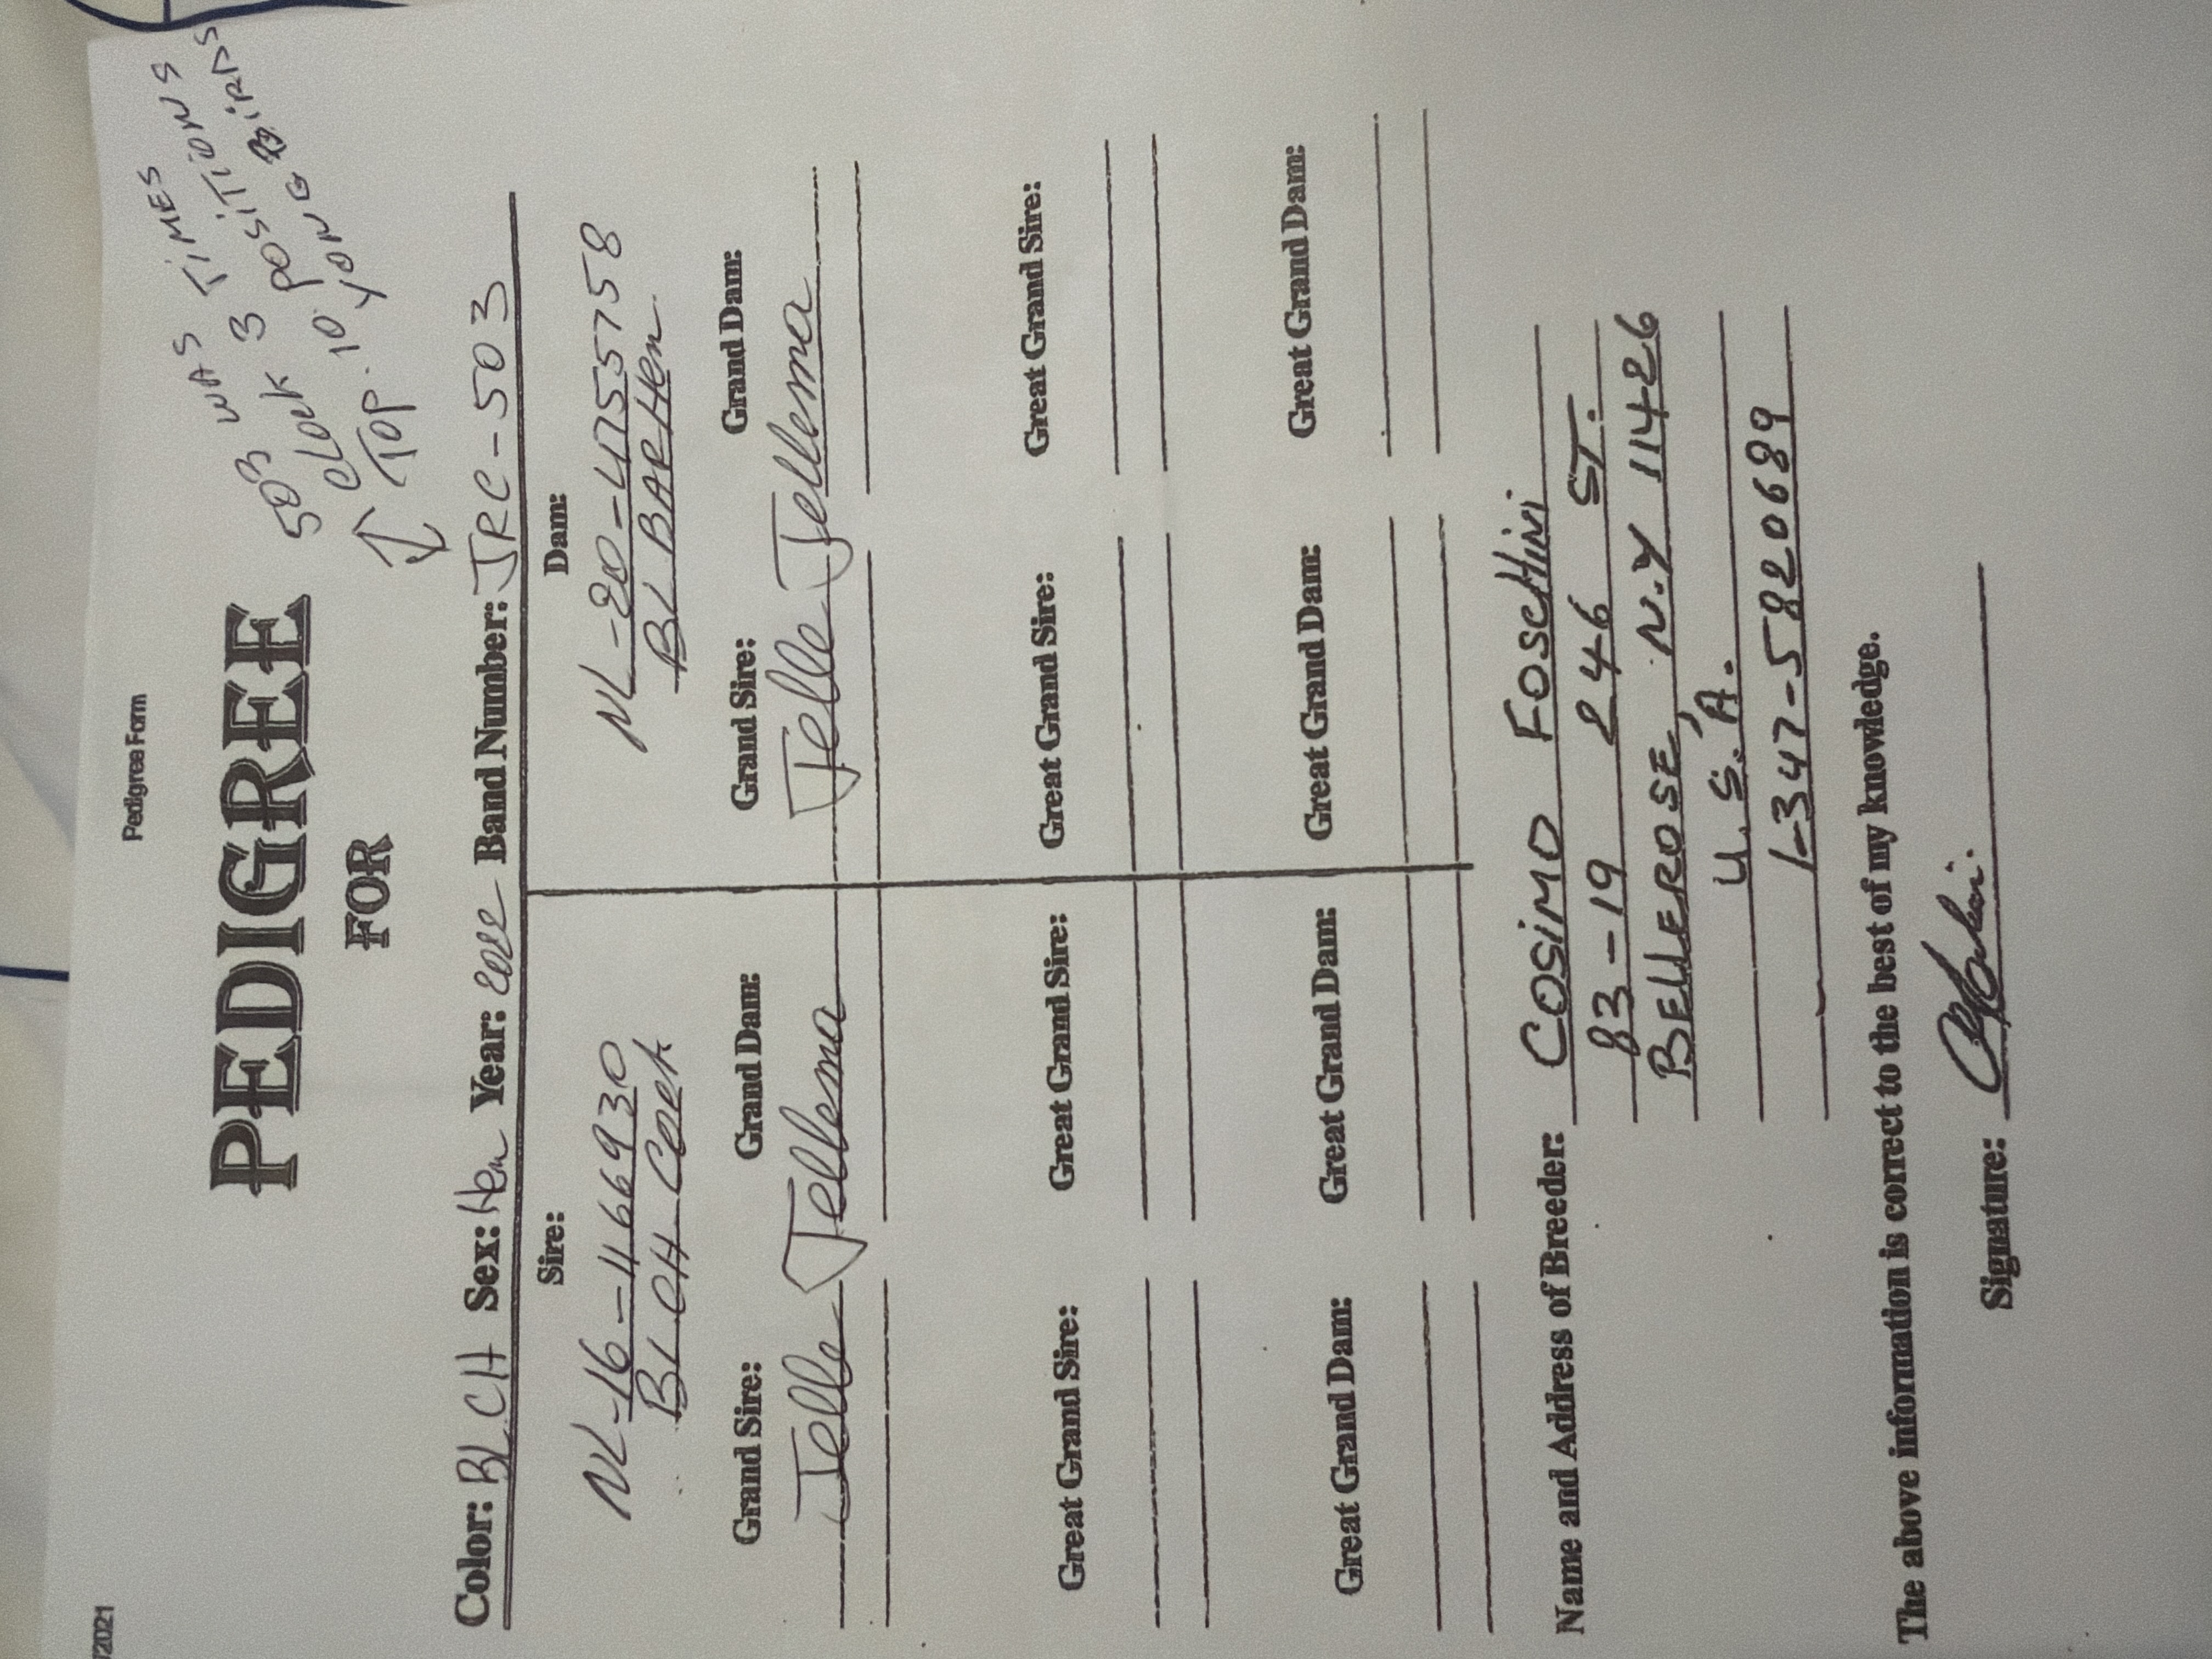 /2021
Pedigree Form
503 WAS TIMES
CLOCK 3 POSITIONS
TOP 10 YONG BIRDS
PEDIGREE
FOR
Color: BL CH Sex: Hen Year: 2022 Band Number: JRC-503
Sire: Dam:
NL-16-1166930 NL-20-4755758
BL CH Cock BL BAR Hen
Grand Sire: Grand Dam: Grand Sire: Grand Dam:
Jelle Jellema Jelle Jellema
Great Grand Sire: Great Grand Sire: Great Grand Sire: Great Grand Sire:
Great Grand Dam: Great Grand Dam: Great Grand Dam: Great Grand Dam:
Name and Address of Breeder: COSIMO FOSCHINI
83-19 246 ST.
BELLEROSE, N.Y 11426
U.S.A.
1-347-5820689
The above information is correct to the best of my knowledge.
Signature: